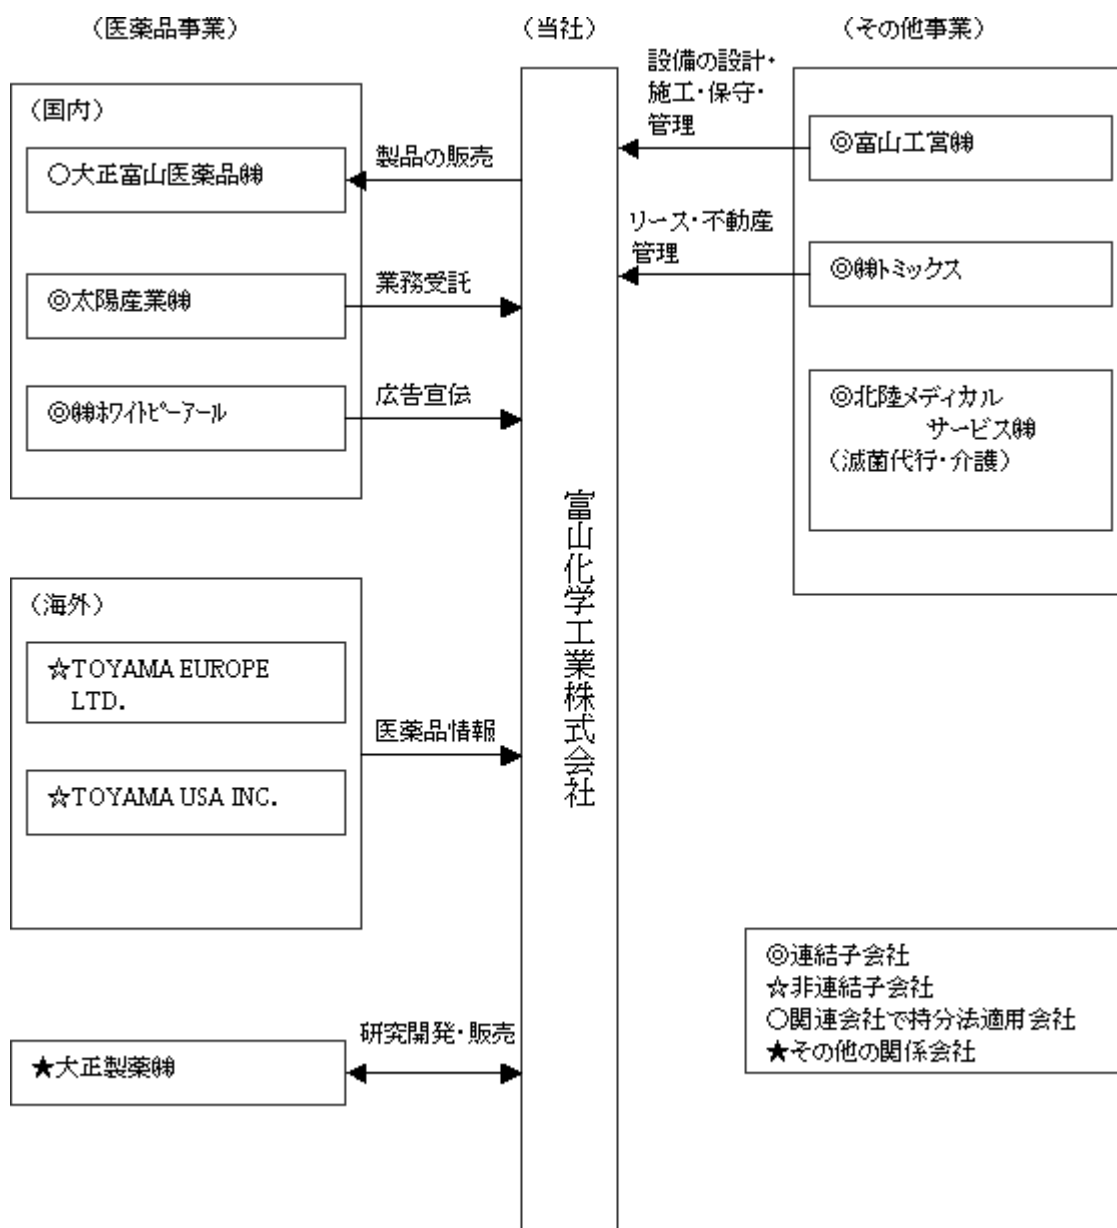 （医薬品事業）
（国内）
○大正富山医薬品㈱
◎太陽産業㈱
◎㈱ﾎﾜｲﾄﾋﾟｰｱｰﾙ
（海外）
☆TOYAMA EUROPE
LTD.
☆TOYAMA USA INC.
★大正製薬㈱
製品の販売
業務受託
広告宣伝
医薬品情報
研究開発・販売
（当社）
富山化学工業株式会社
（その他事業）
設備の設計・
施工・保守・
管理
リース・不動産
管理
◎富山工営㈱
◎㈱トミックス
◎北陸メディカル
サービス㈱
（滅菌代行・介護）
◎連結子会社
☆非連結子会社
○関連会社で持分法適用会社
★その他の関係会社